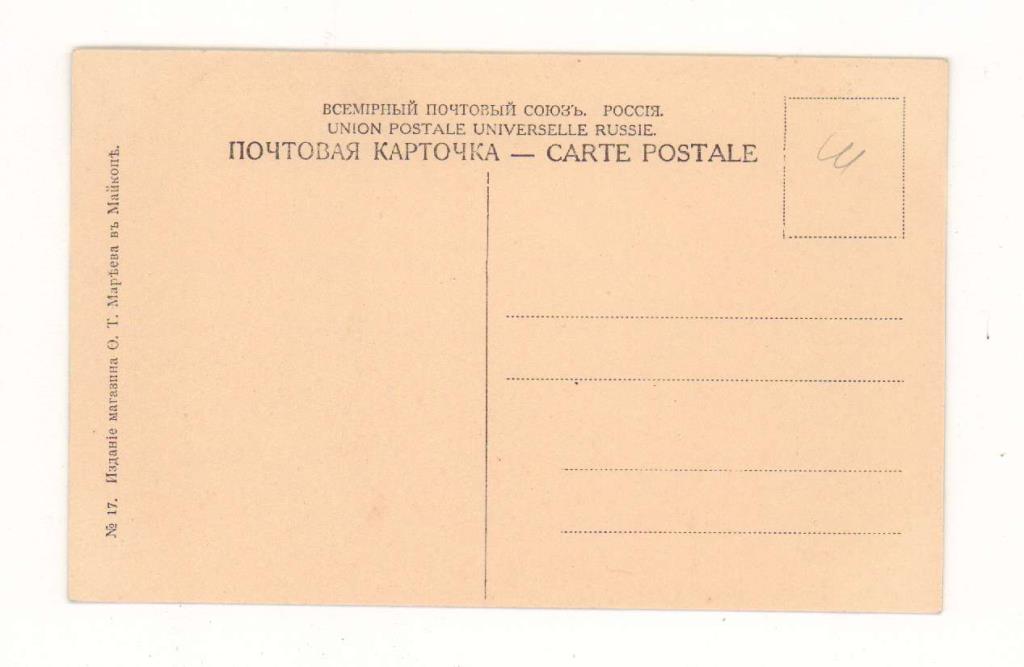 ВСЕМІРНЫЙ ПОЧТОВЫЙ СОЮЗЪ. РОССІЯ.
UNION POSTALE UNIVERSELLE RUSSIE.
ПОЧТОВАЯ КАРТОЧКА — CARTE POSTALE
№ 17. Изданіе магазина О. Т. Марѣева въ Майкопѣ.